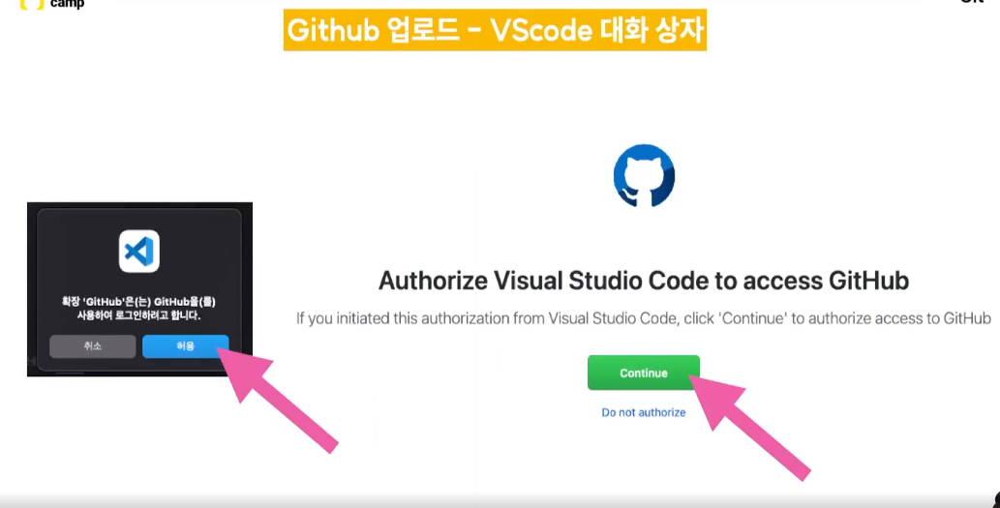 camp
Github 업로드 - VScode 대화 상자
확장 'GitHub'은(는) GitHub을(를)
사용하여 로그인하려고 합니다.
취소
허용
Authorize Visual Studio Code to access GitHub
If you initiated this authorization from Visual Studio Code, click 'Continue' to authorize access to GitHub
Continue
Do not authorize